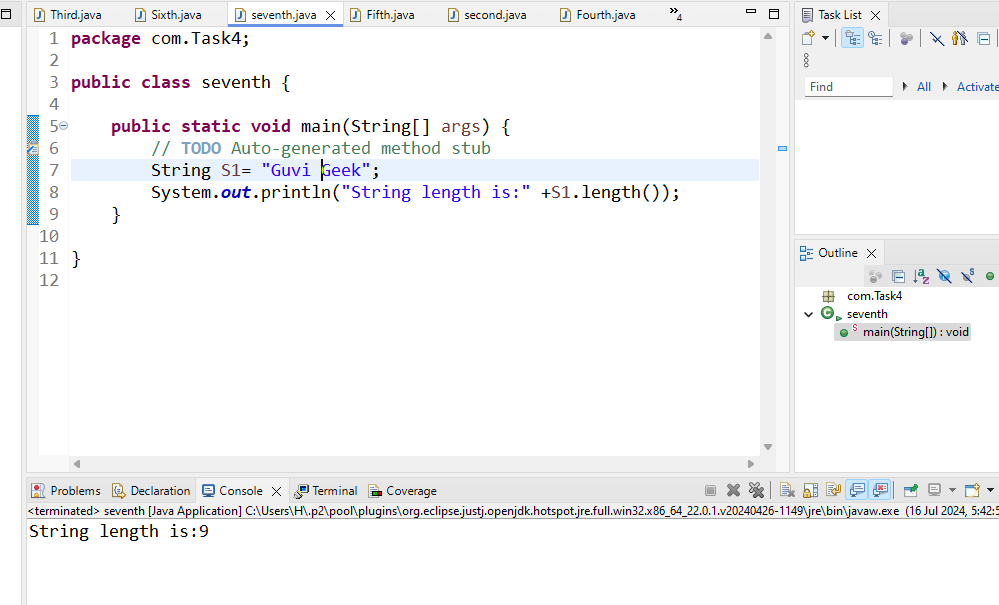 Third.java Sixth.java seventh.java Fifth.java second.java Fourth.java »4
1 package com.Task4;
2
3 public class seventh {
4
5 public static void main(String[] args) {
6 // TODO Auto-generated method stub
7 String S1= "Guvi Geek";
8 System.out.println("String length is:" +S1.length());
9 }
10
11 }
12
Task List
Find All Activate
Outline
com.Task4
seventh
main(String[]) : void
Problems Declaration Console Terminal Coverage
<terminated> seventh [Java Application] C:\Users\H\.p2\pool\plugins\org.eclipse.justj.openjdk.hotspot.jre.full.win32.x86_64_22.0.1.v20240426-1149\jre\bin\javaw.exe (16 Jul 2024, 5:42:5
String length is:9